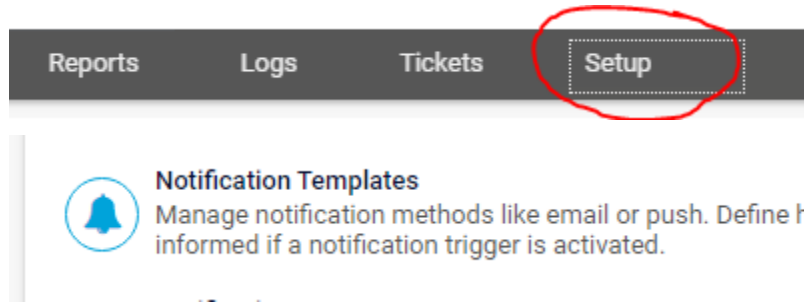 Reports Logs Tickets Setup
Notification Templates
Manage notification methods like email or push. Define
informed if a notification trigger is activated.